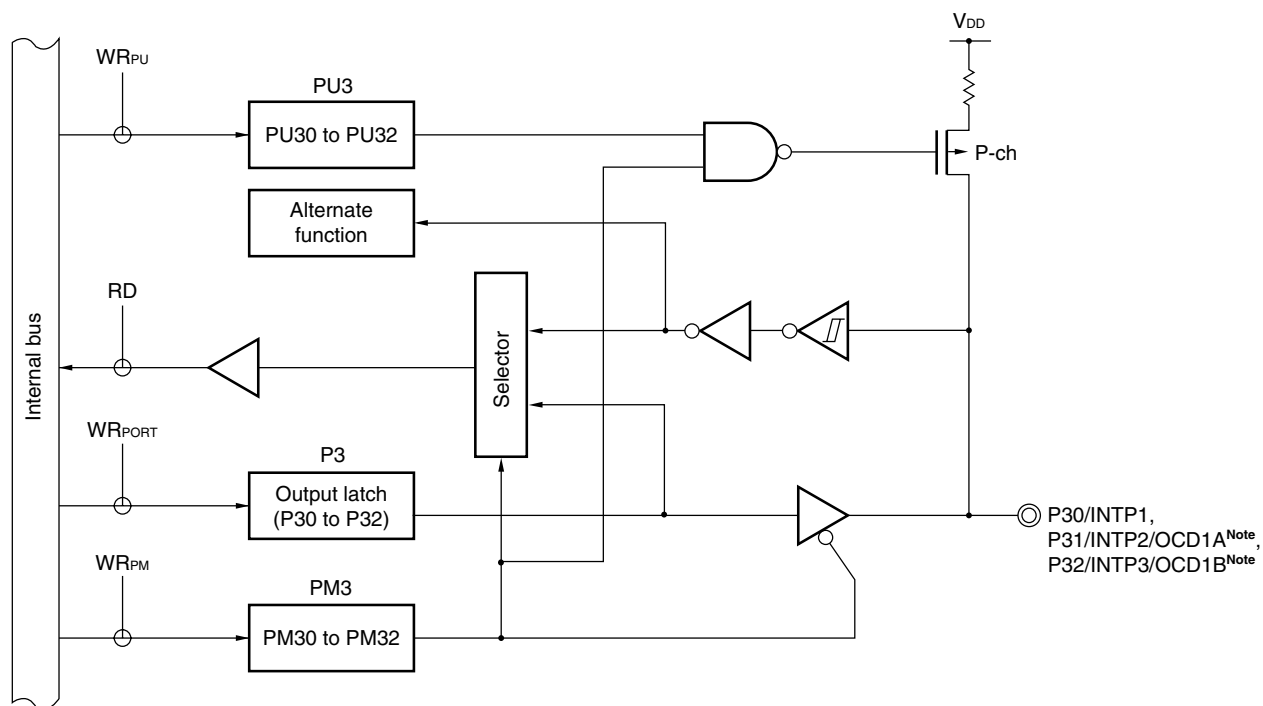 VDD
WRPU
PU3
PU30 to PU32
P-ch
Alternate
function
RD
Selector
Internal bus
WRPORT
P3
Output latch
(P30 to P32)
P30/INTP1,
P31/INTP2/OCD1ANote,
P32/INTP3/OCD1BNote
WRPM
PM3
PM30 to PM32